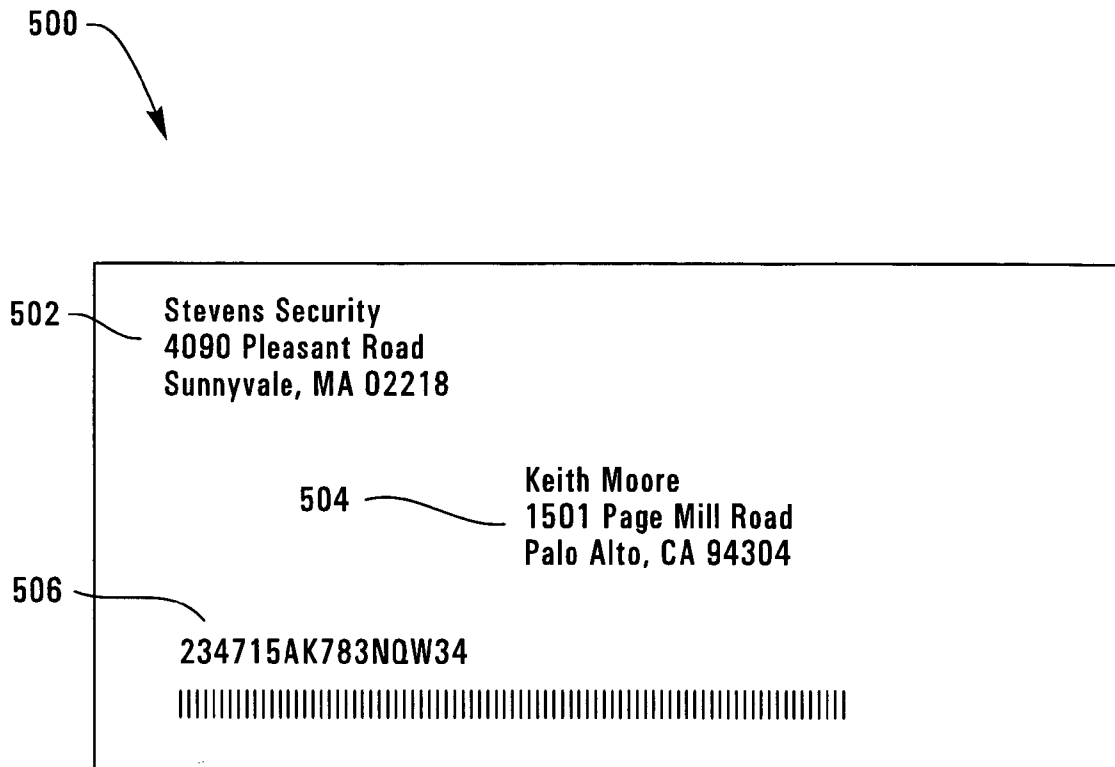 500
502
Stevens Security
4090 Pleasant Road
Sunnyvale, MA 02218
504
Keith Moore
1501 Page Mill Road
Palo Alto, CA 94304
506
234715AK783NQW34